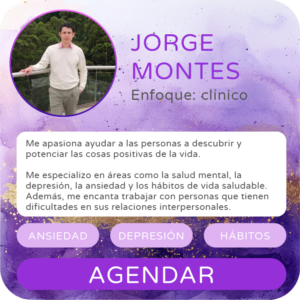 JORGE
MONTES
Enfoque: clínico
Me apasiona ayudar a las personas a descubrir y
potenciar las cosas positivas de la vida.
Me especializo en áreas como la salud mental, la
depresión, la ansiedad y los hábitos de vida saludable.
Además, me encanta trabajar con personas que tienen
dificultades en sus relaciones interpersonales.
ANSIEDAD DEPRESIÓN HÁBITOS
AGENDAR